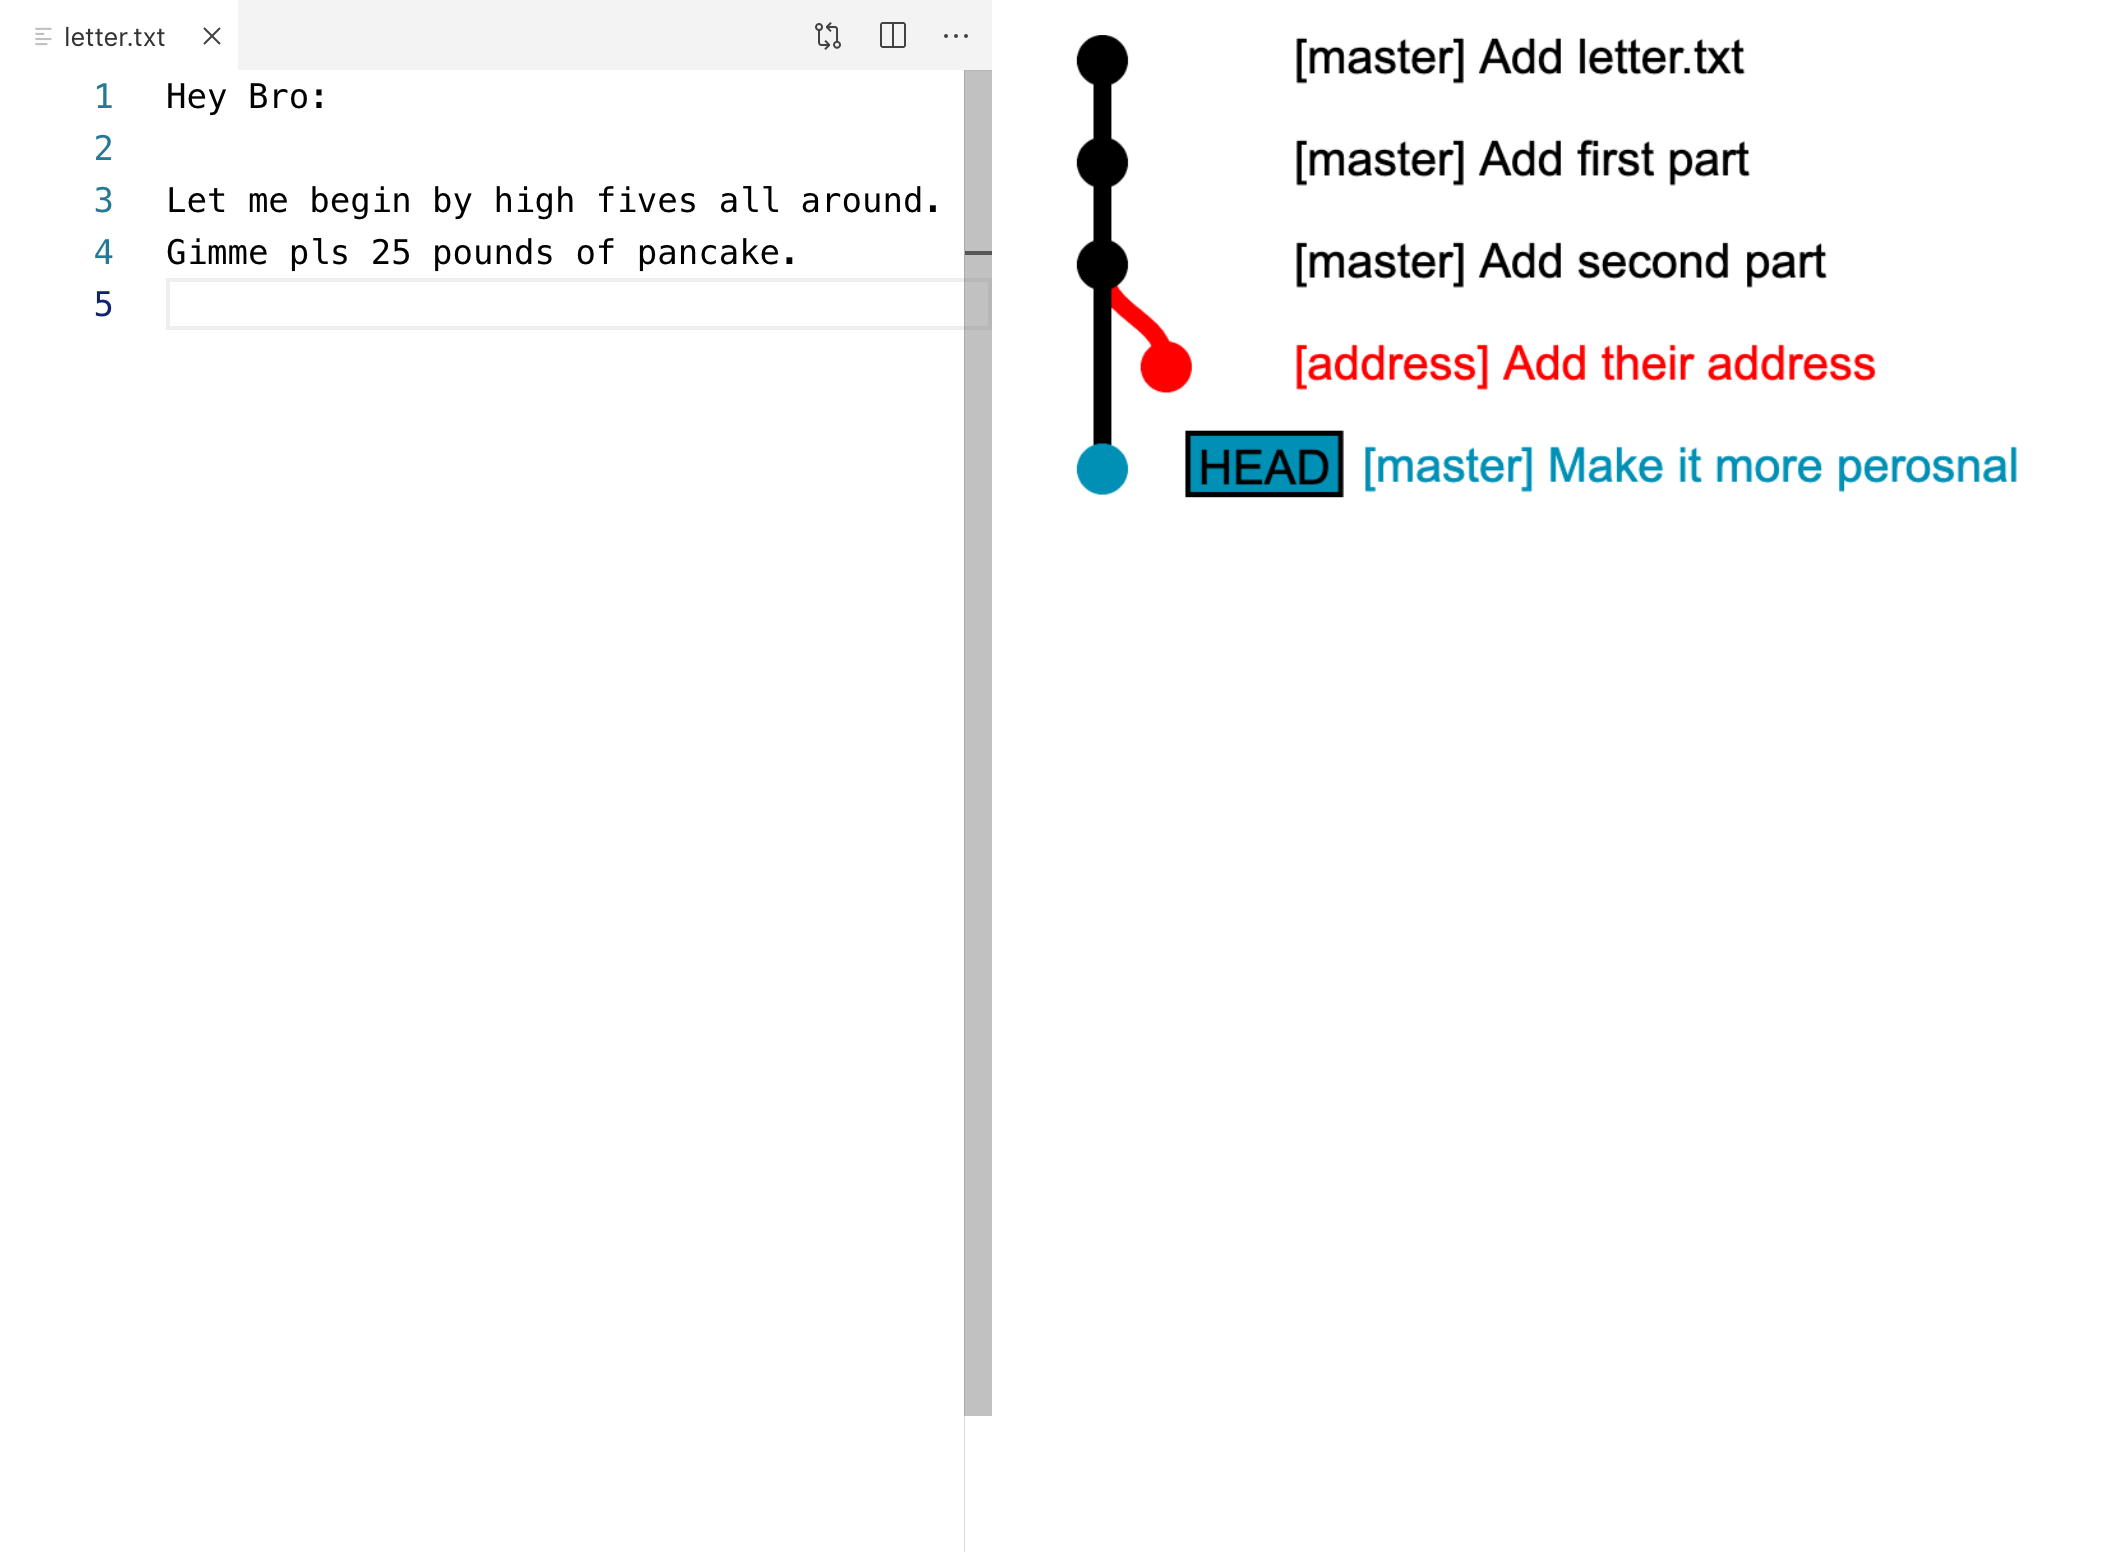 letter.txt
1 Hey Bro:
2
3 Let me begin by high fives all around.
4 Gimme pls 25 pounds of pancake.
5
[master] Add letter.txt
[master] Add first part
[master] Add second part
[address] Add their address
HEAD [master] Make it more perosnal